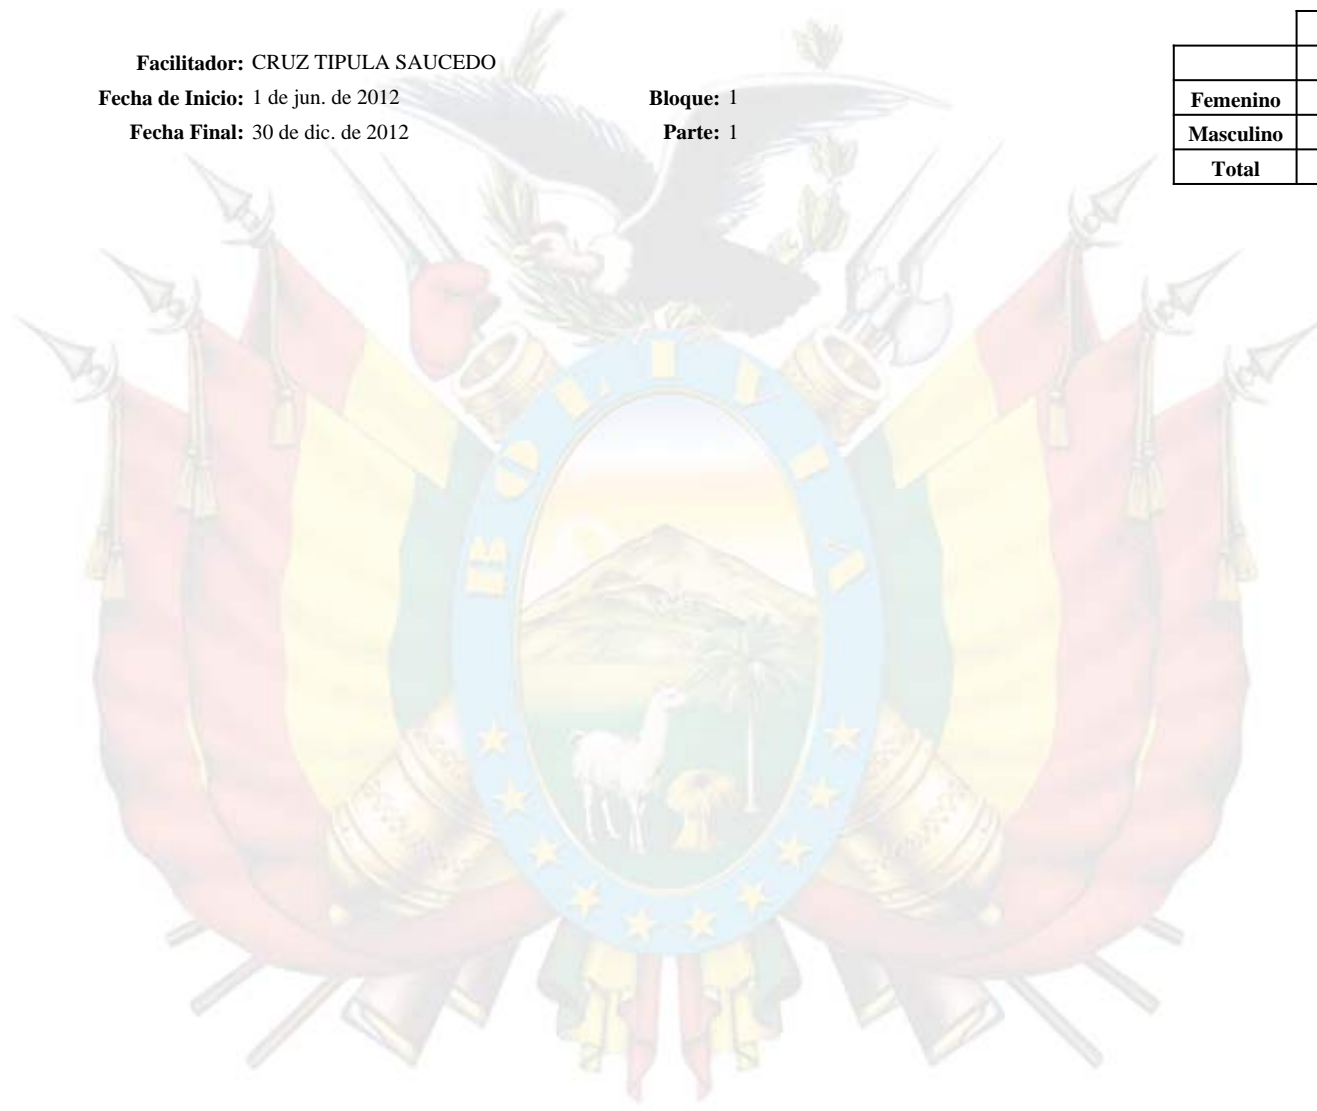 Facilitador: CRUZ TIPULA SAUCEDO
Fecha de Inicio: 1 de jun. de 2012 Bloque: 1
Fecha Final: 30 de dic. de 2012 Parte: 1
Femenino
Masculino
Total
BOLIVIA